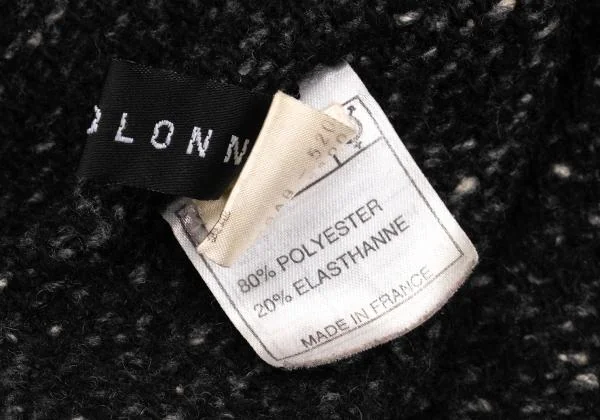 OLONN
80% POLYESTER
20% ELASTHANNE
MADE IN FRANCE